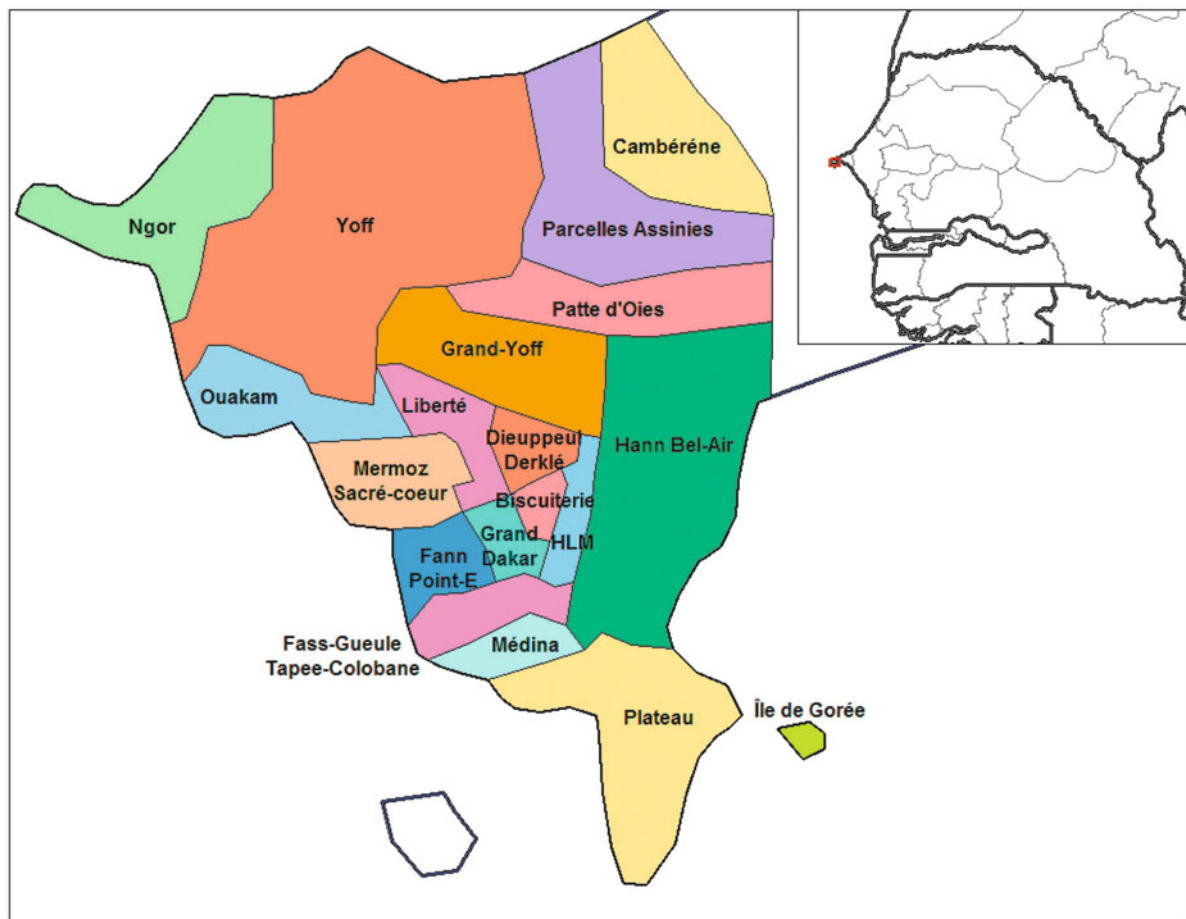 Cambéréne
Ngor
Yoff
Parcelles Assinies
Patte d'Oies
Grand-Yoff
Ouakam
Liberté
Dieuppeul
Derklé
Hann Bel-Air
Mermoz
Sacré-coeur
Biscuiterie
Grand
Dakar
HLM
Fann
Point-E
Fass-Gueule
Tapee-Colobane
Médina
Plateau
Île de Gorée